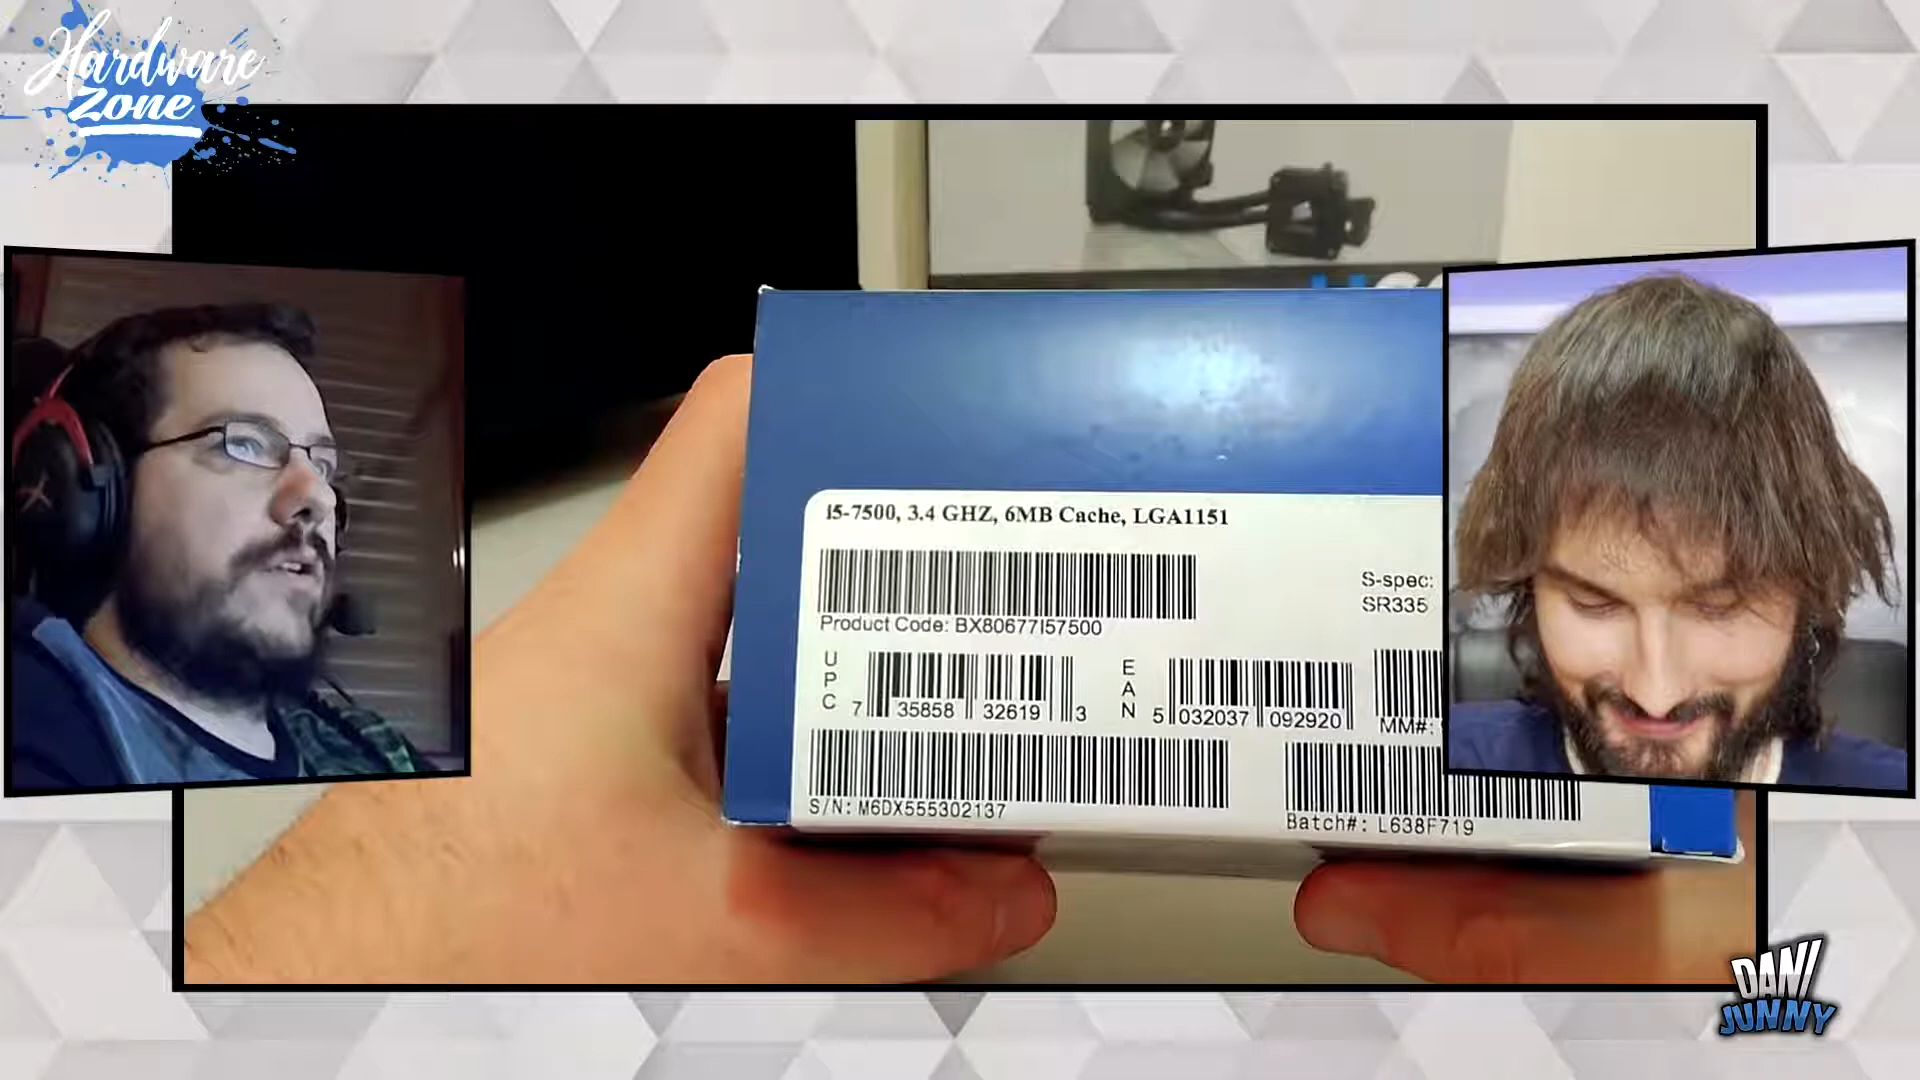 Hardware
Zone
i5-7500, 3.4 GHZ, 6MB Cache, LGA1151
S-spec:
SR335
Product Code: BX80677I57500
UPC 7 35858 32619 3
EAN 5 032037 092920
MM#:
S/N: M6DX555302137
Batch#: L638F719
DANI
JUNNY